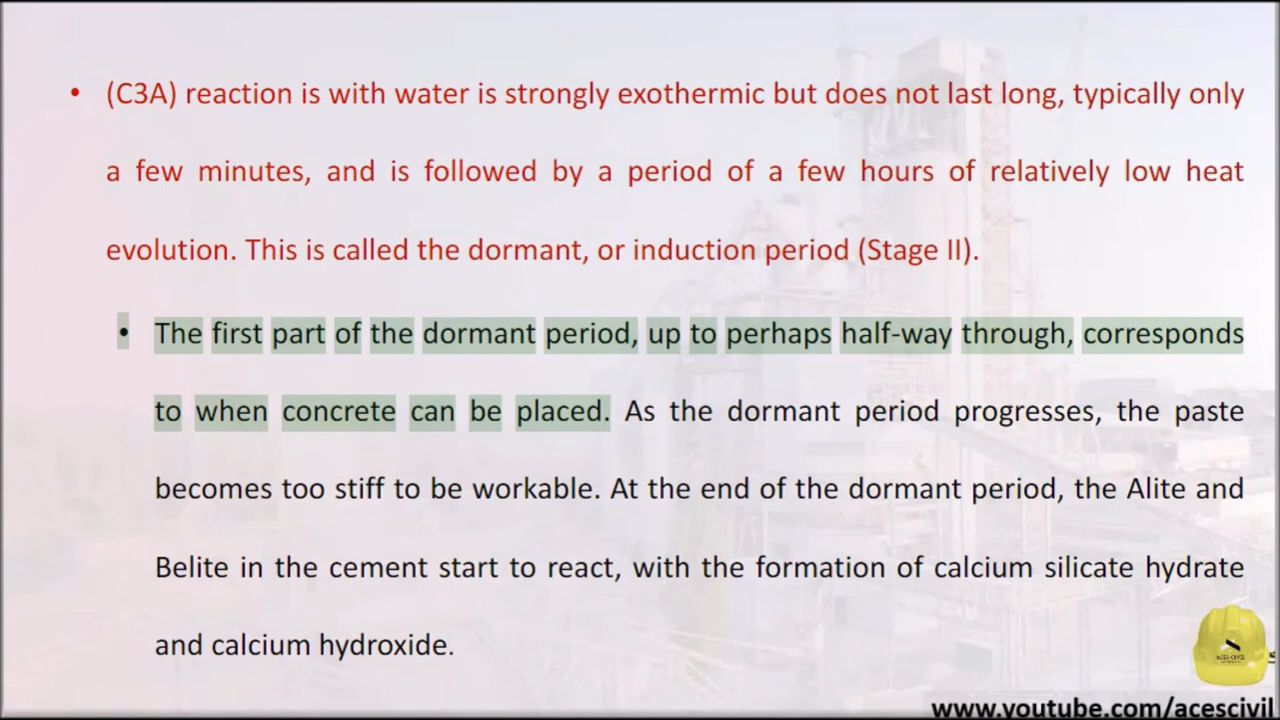 • (C3A) reaction is with water is strongly exothermic but does not last long, typically only
a few minutes, and is followed by a period of a few hours of relatively low heat
evolution. This is called the dormant, or induction period (Stage II).
• The first part of the dormant period, up to perhaps half-way through, corresponds
to when concrete can be placed. As the dormant period progresses, the paste
becomes too stiff to be workable. At the end of the dormant period, the Alite and
Belite in the cement start to react, with the formation of calcium silicate hydrate
and calcium hydroxide.
ACES CIVIL
www.youtube.com/acescivil